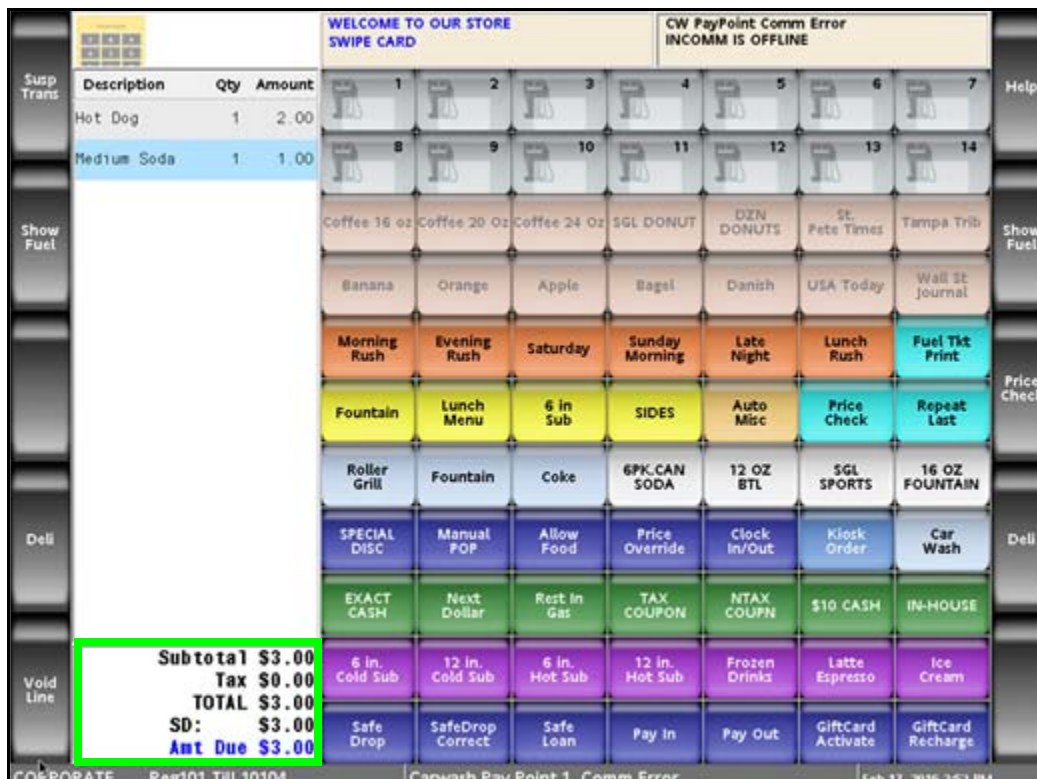 WELCOME TO OUR STORE
SWIPE CARD
CW PayPoint Comm Error
INCOMM IS OFFLINE
Susp
Trans
Show
Fuel
Deli
Void
Line
Description Qty Amount
Hot Dog 1 2.00
Medium Soda 1 1.00
Subtotal $3.00
Tax $0.00
TOTAL $3.00
SD: $3.00
Amt Due $3.00
1 2 3 4 5 6 7
8 9 10 11 12 13 14
Coffee 16 oz Coffee 20 Oz Coffee 24 Oz SGL DONUT DZN DONUTS St. Pete Times Tampa Trib
Banana Orange Apple Bagel Danish USA Today Wall St Journal
Morning Rush Evening Rush Saturday Sunday Morning Late Night Lunch Rush Fuel Tkt Print
Fountain Lunch Menu 6 in Sub SIDES Auto Misc Price Check Repeat Last
Roller Grill Fountain Coke 6PK.CAN SODA 12 OZ BTL SGL SPORTS 16 OZ FOUNTAIN
SPECIAL DISC Manual POP Allow Food Price Override Clock In/Out Kiosk Order Car Wash
EXACT CASH Next Dollar Rest In Gas TAX COUPON NTAX COUPN $10 CASH IN-HOUSE
6 in. Cold Sub 12 in. Cold Sub 6 in. Hot Sub 12 in. Hot Sub Frozen Drinks Latte Espresso Ice Cream
Safe Drop SafeDrop Correct Safe Loan Pay In Pay Out GiftCard Activate GiftCard Recharge
Help
Show
Fuel
Price
Check
Deli
CORPORATE Reg101 Till 10104 Carwash Pay Point 1 Comm Error